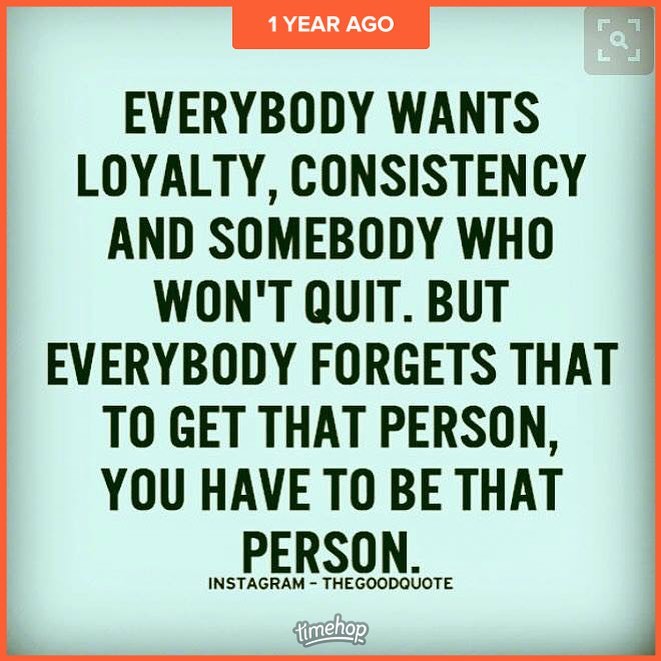 1 YEAR AGO
EVERYBODY WANTS
LOYALTY, CONSISTENCY
AND SOMEBODY WHO
WON'T QUIT. BUT
EVERYBODY FORGETS THAT
TO GET THAT PERSON,
YOU HAVE TO BE THAT
PERSON.
INSTAGRAM - THEGOODQUOTE
timehop